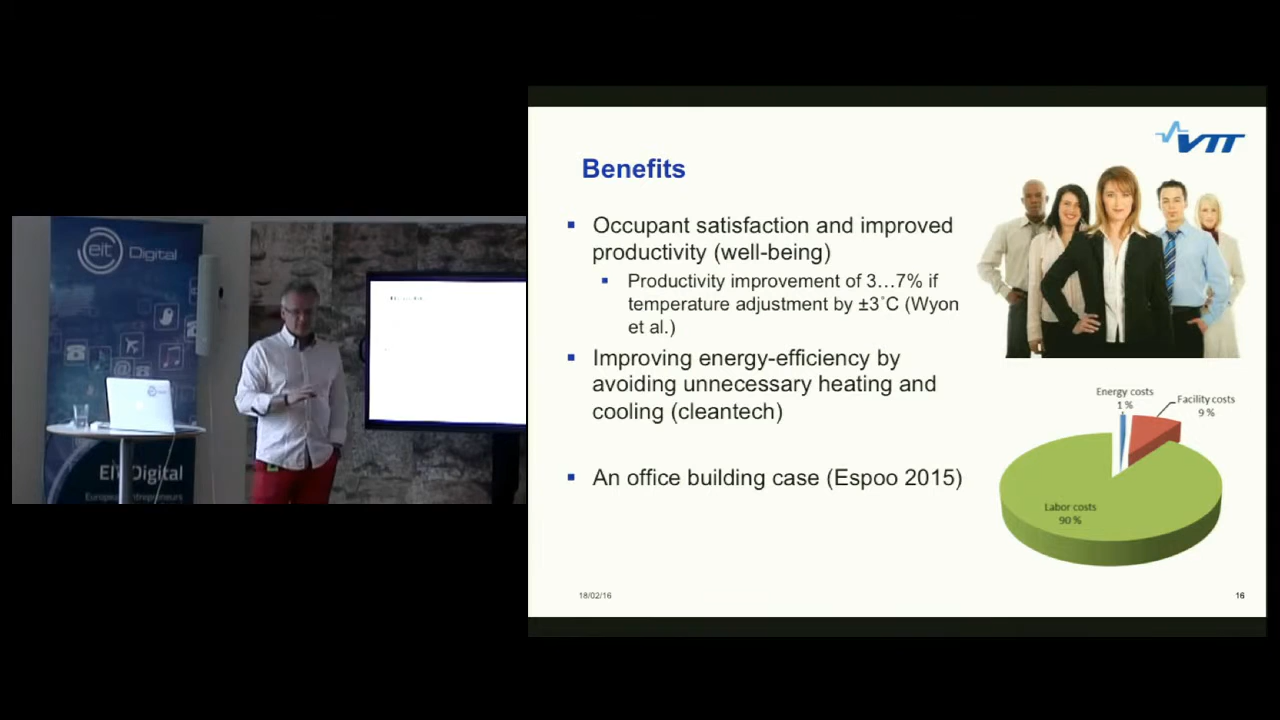 eit Digital
EIT Digital
VTT
Benefits
▪ Occupant satisfaction and improved
productivity (well-being)
▪ Productivity improvement of 3…7% if
temperature adjustment by ±3˚C (Wyon
et al.)
▪ Improving energy-efficiency by
avoiding unnecessary heating and
cooling (cleantech)
▪ An office building case (Espoo 2015)
Energy costs
1 %
Facility costs
9 %
Labor costs
90 %
18/02/16
16